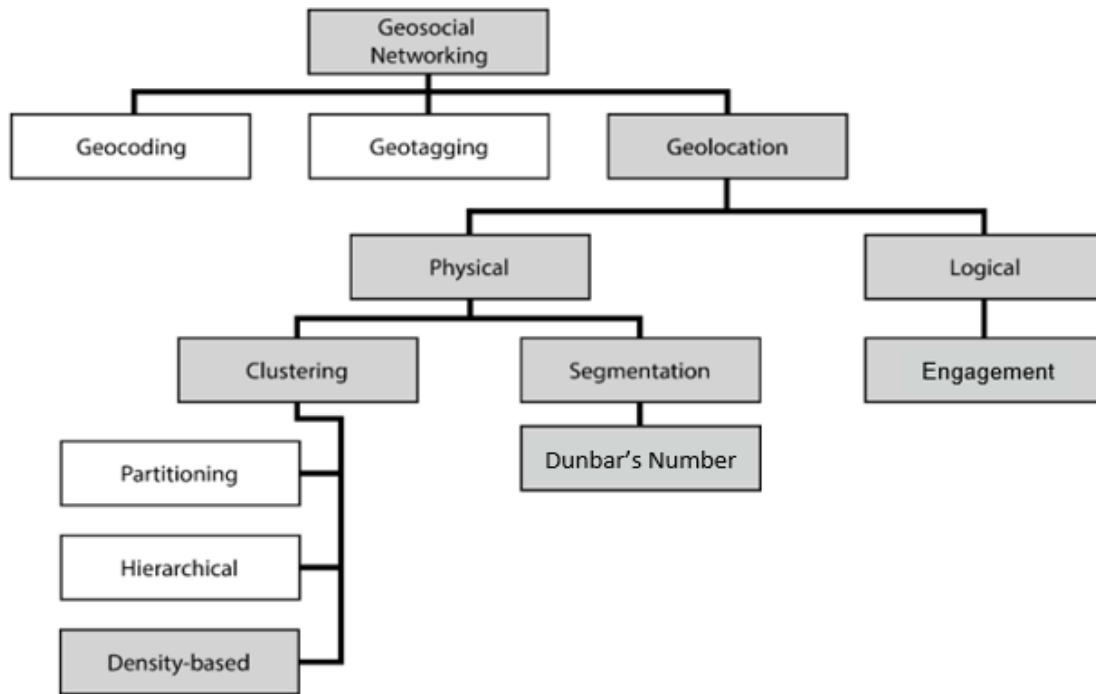 Geosocial
Networking
Geocoding
Geotagging
Geolocation
Physical
Logical
Clustering
Segmentation
Engagement
Partitioning
Dunbar’s Number
Hierarchical
Density-based